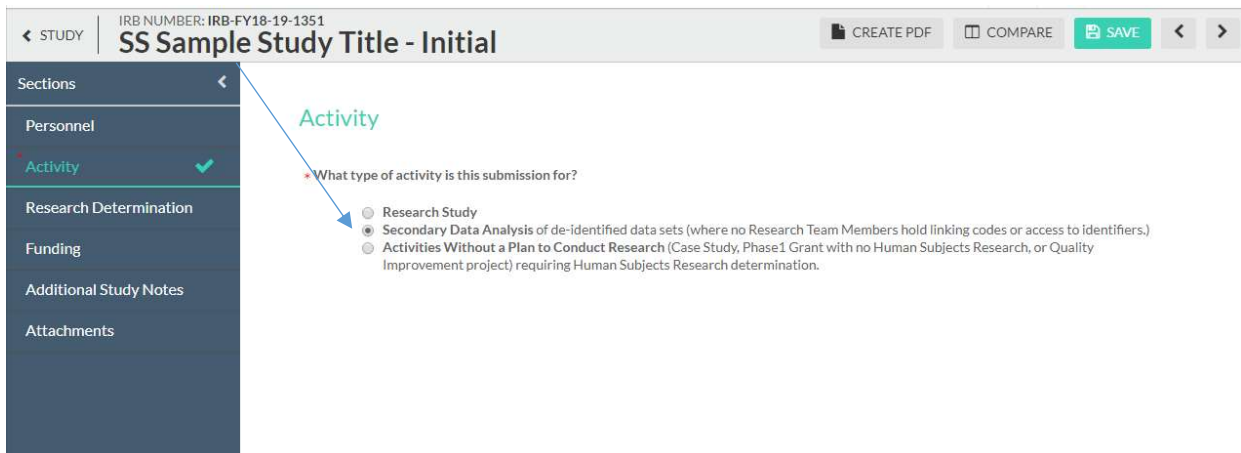 STUDY
IRB NUMBER: IRB-FY18-19-1351
SS Sample Study Title - Initial
CREATE PDF
COMPARE
SAVE
Sections
Personnel
* Activity
Research Determination
Funding
Additional Study Notes
Attachments
Activity
* What type of activity is this submission for?
Research Study
Secondary Data Analysis of de-identified data sets (where no Research Team Members hold linking codes or access to identifiers.)
Activities Without a Plan to Conduct Research (Case Study, Phase1 Grant with no Human Subjects Research, or Quality
Improvement project) requiring Human Subjects Research determination.